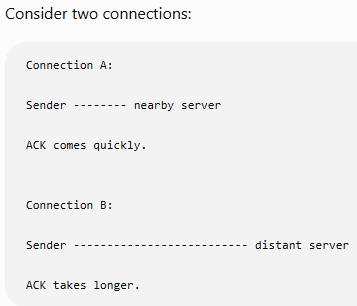 Consider two connections:
Connection A:
Sender -------- nearby server
ACK comes quickly.
Connection B:
Sender -------------------------- distant server
ACK takes longer.